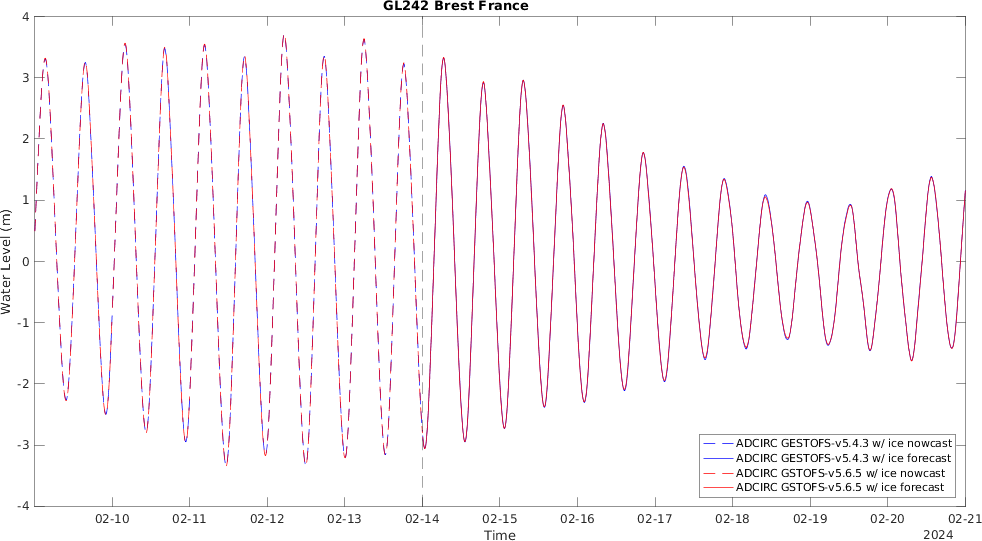 GL242 Brest France
4
3
2
1
0
-1
-2
-3
-4
Water Level (m)
ADCIRC GESTOFS-v5.4.3 w/ ice nowcast
ADCIRC GESTOFS-v5.4.3 w/ ice forecast
ADCIRC GSTOFS-v5.6.5 w/ ice nowcast
ADCIRC GSTOFS-v5.6.5 w/ ice forecast
02-10 02-11 02-12 02-13 02-14 02-15 02-16 02-17 02-18 02-19 02-20 02-21
Time
2024